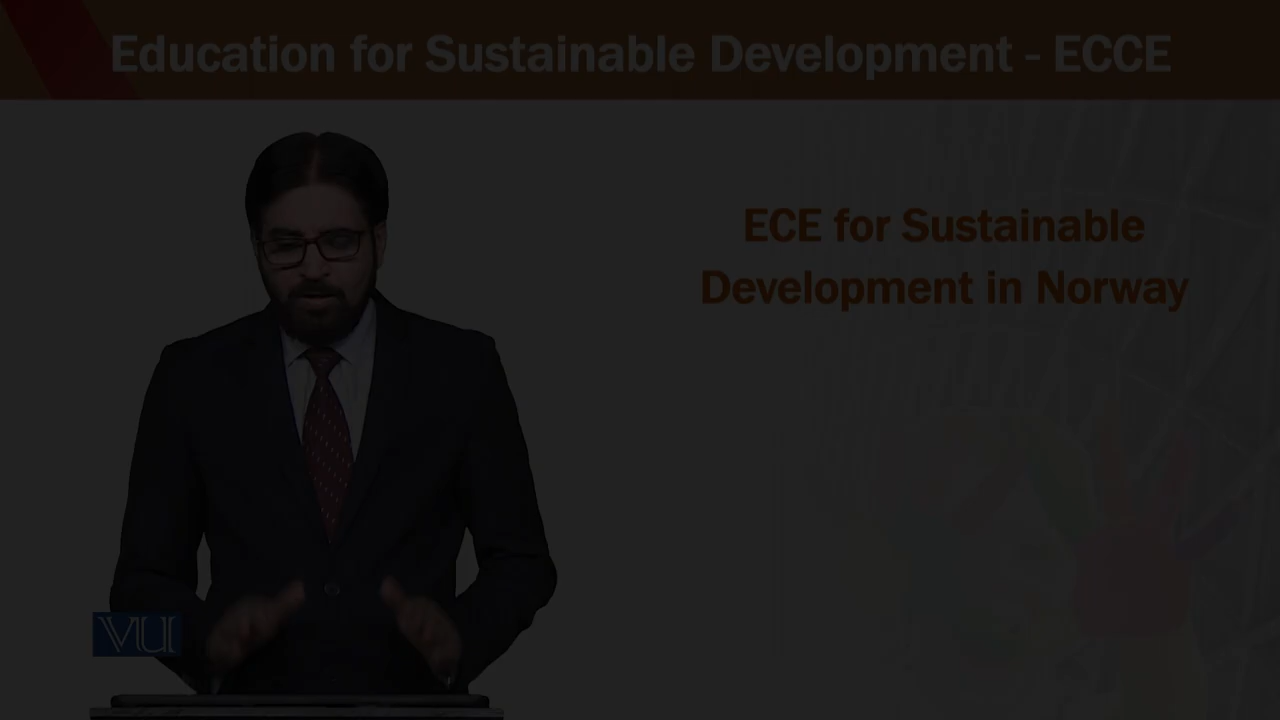 Education for Sustainable Development - ECCE
ECE for Sustainable
Development in Norway
VU